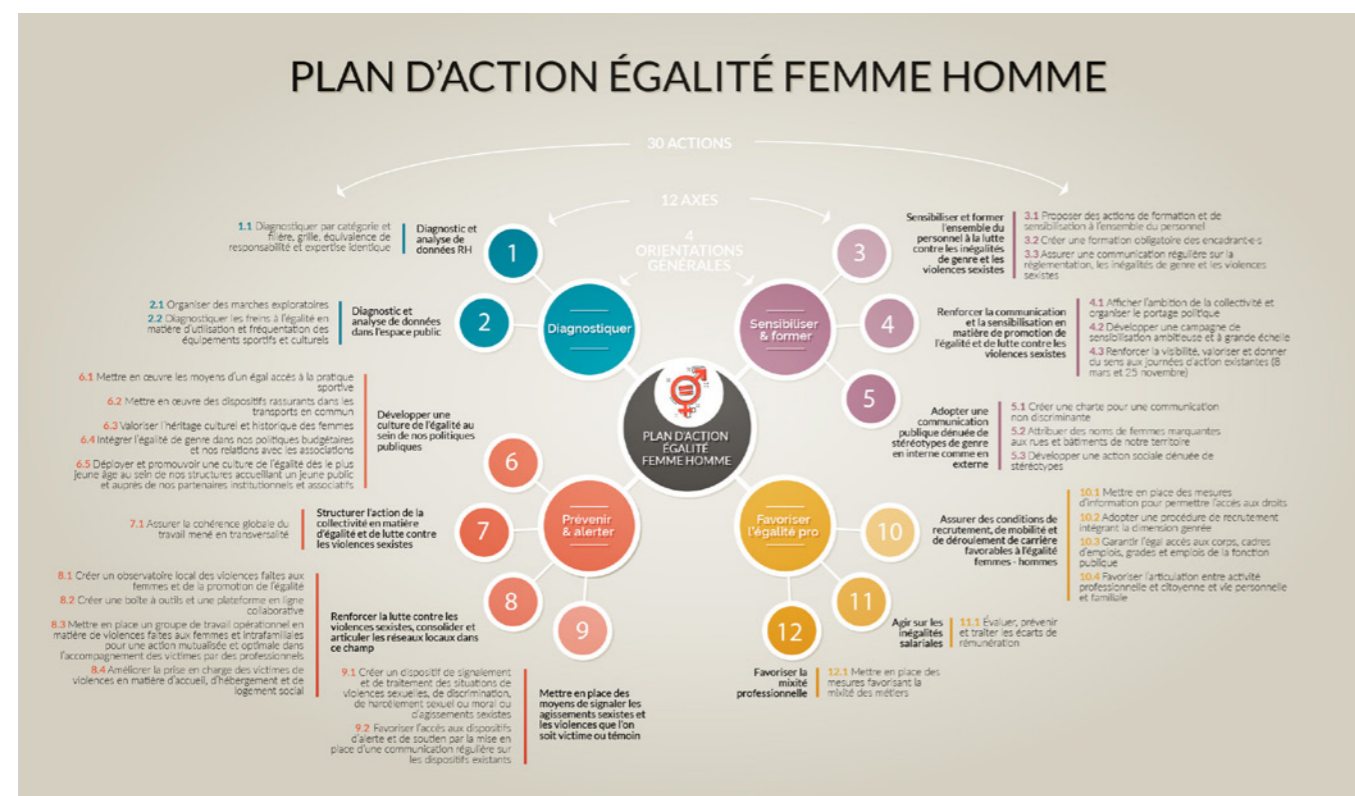 PLAN D'ACTION ÉGALITÉ FEMME HOMME
30 ACTIONS
12 AXES
4
ORIENTATIONS
GÉNÉRALES
PLAN D'ACTION
ÉGALITÉ
FEMME HOMME
Diagnostiquer
1
Diagnostic et
analyse de
données RH
1.1 Diagnostiquer par catégorie et
filière, grille, équivalence de
responsabilité et expertise identique
2
Diagnostic et
analyse de données
dans l'espace public
2.1 Organiser des marches exploratoires
2.2 Diagnostiquer les freins à l'égalité en
matière d'utilisation et fréquentation des
équipements sportifs et culturels
Sensibiliser
& former
3
Sensibiliser et former
l'ensemble du
personnel à la lutte
contre les inégalités
de genre et les
violences sexistes
3.1 Proposer des actions de formation et de
sensibilisation à l'ensemble du personnel
3.2 Créer une formation obligatoire des encadrant·e·s
3.3 Assurer une communication régulière sur la
réglementation, les inégalités de genre et les violences
sexistes
4
Renforcer la communication
et la sensibilisation en
matière de promotion de
l'égalité et de lutte contre les
violences sexistes
4.1 Afficher l'ambition de la collectivité et
organiser le portage politique
4.2 Développer une campagne de
sensibilisation ambitieuse et à grande échelle
4.3 Renforcer la visibilité, valoriser et donner
du sens aux journées d'action existantes (8
mars et 25 novembre)
5
Adopter une
communication
publique dénuée de
stéréotypes de genre
en interne comme en
externe
5.1 Créer une charte pour une communication
non discriminante
5.2 Attribuer des noms de femmes marquantes
aux rues et bâtiments de notre territoire
5.3 Développer une action sociale dénuée de
stéréotypes
Prévenir
& alerter
6
Développer une
culture de l'égalité au
sein de nos politiques
publiques
6.1 Mettre en œuvre les moyens d'un égal accès à la pratique
sportive
6.2 Mettre en œuvre des dispositifs rassurants dans les
transports en commun
6.3 Valoriser l'héritage culturel et historique des femmes
6.4 Intégrer l'égalité de genre dans nos politiques budgétaires
et nos relations avec les associations
6.5 Déployer et promouvoir une culture de l'égalité dès le plus
jeune âge au sein de nos structures accueillant un jeune public
et auprès de nos partenaires institutionnels et associatifs
7
Structurer l'action de la
collectivité en matière
d'égalité et de lutte contre
les violences sexistes
7.1 Assurer la cohérence globale du
travail mené en transversalité
8
Renforcer la lutte contre les
violences sexistes, consolider et
articuler les réseaux locaux dans
ce champ
8.1 Créer un observatoire local des violences faites aux
femmes et de la promotion de l'égalité
8.2 Créer une boîte à outils et une plateforme en ligne
collaborative
8.3 Mettre en place un groupe de travail opérationnel en
matière de violences faites aux femmes et intrafamiliales
pour une action mutualisée et optimale dans
l'accompagnement des victimes par des professionnels
8.4 Améliorer la prise en charge des victimes de
violences en matière d'accueil, d'hébergement et de
logement social
9
Mettre en place des
moyens de signaler les
agissements sexistes et
les violences que l'on
soit victime ou témoin
9.1 Créer un dispositif de signalement
et de traitement des situations de
violences sexuelles, de discrimination,
de harcèlement sexuel ou moral ou
d'agissements sexistes
9.2 Favoriser l'accès aux dispositifs
d'alerte et de soutien par la mise en
place d'une communication régulière sur
les dispositifs existants
Favoriser
l'égalité pro
10
Assurer des conditions de
recrutement, de mobilité et
de déroulement de carrière
favorables à l'égalité
femmes - hommes
10.1 Mettre en place des mesures
d'information pour permettre l'accès aux droits
10.2 Adopter une procédure de recrutement
intégrant la dimension genrée
10.3 Garantir l'égal accès aux corps, cadres
d'emplois, grades et emplois de la fonction
publique
10.4 Favoriser l'articulation entre activité
professionnelle et citoyenne et vie personnelle
et familiale
11
Agir sur les
inégalités
salariales
11.1 Évaluer, prévenir
et traiter les écarts de
rémunération
12
Favoriser la
mixité
professionnelle
12.1 Mettre en place des
mesures favorisant la
mixité des métiers